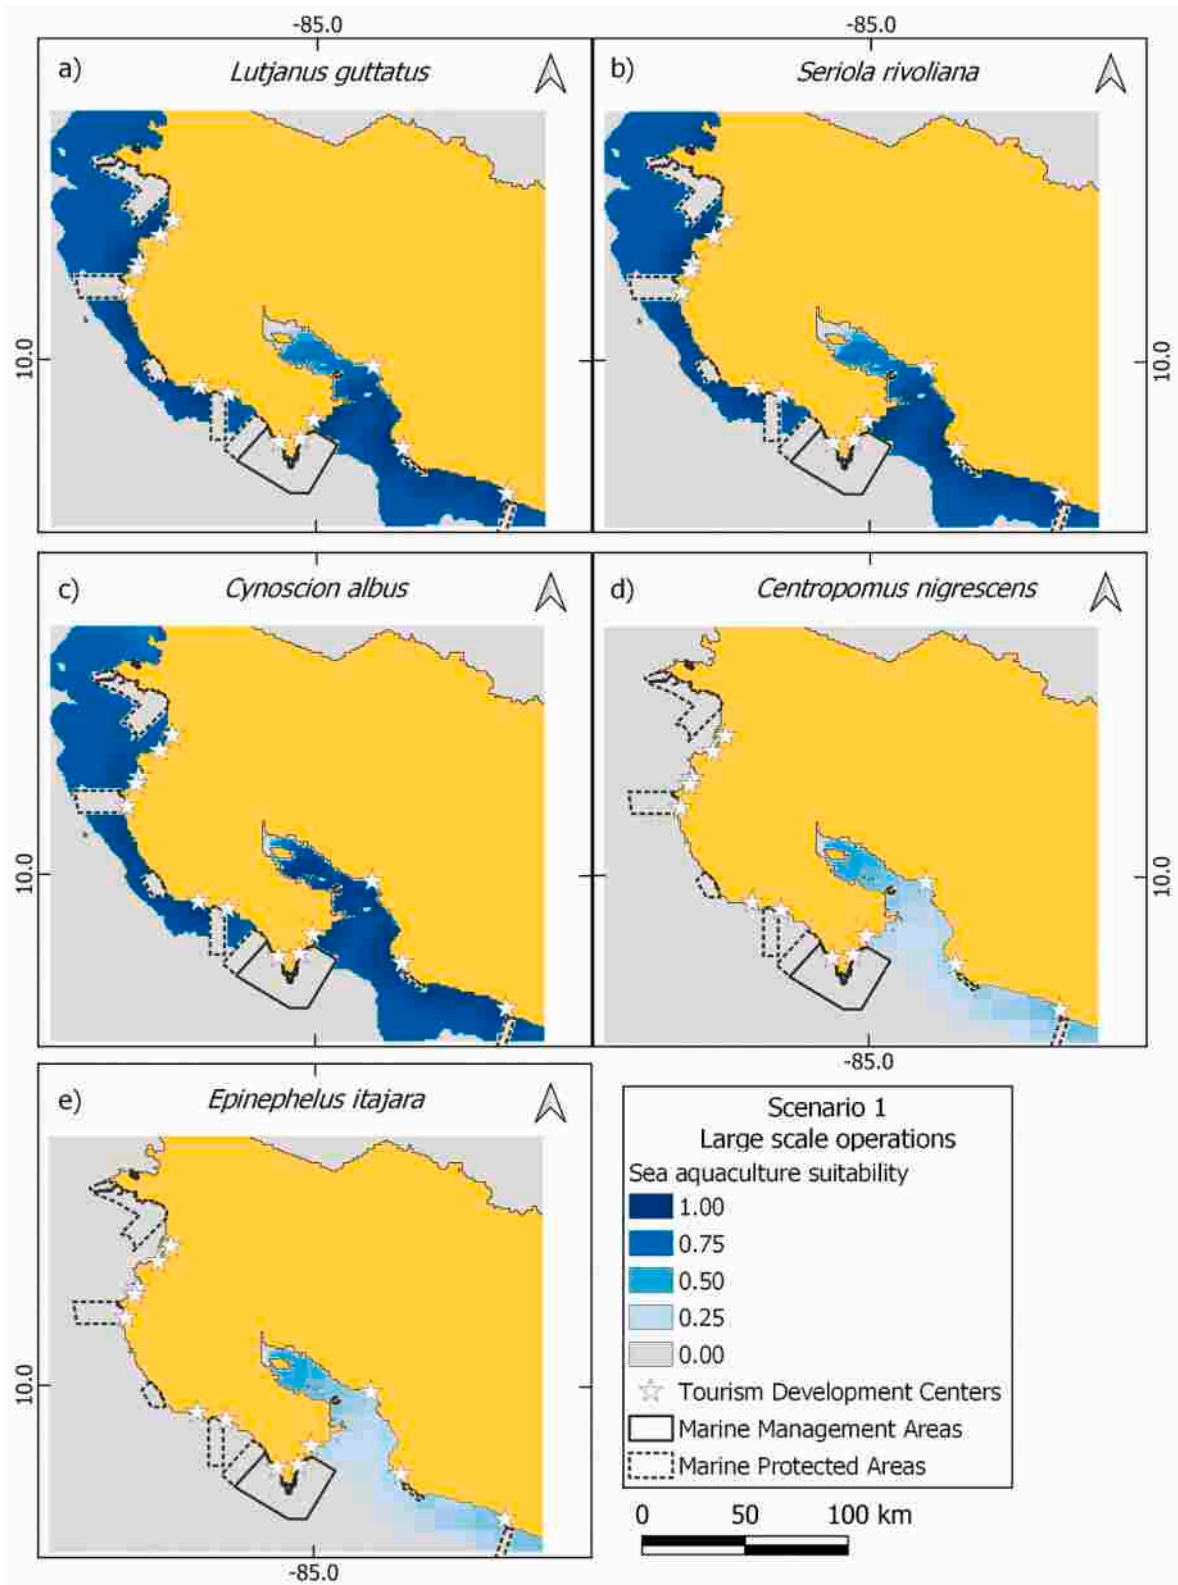 -85.0
-85.0
a)
Lutjanus guttatus
b)
Seriola rivoliana
10.0
10.0
c)
Cynoscion albus
d)
Centropomus nigrescens
10.0
10.0
-85.0
e)
Epinephelus itajara
10.0
-85.0
Scenario 1
Large scale operations
Sea aquaculture suitability
1.00
0.75
0.50
0.25
0.00
Tourism Development Centers
Marine Management Areas
Marine Protected Areas
0 50 100 km